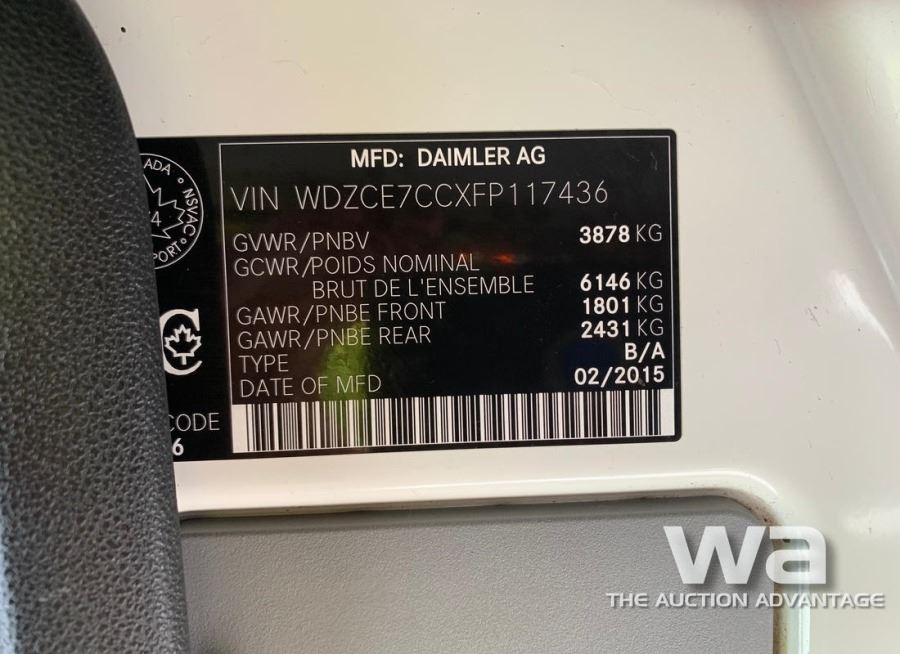 MFD: DAIMLER AG
VIN WDZCE7CCXFP117436
GVWR/PNBV 3878 KG
GCWR/POIDS NOMINAL
BRUT DE L'ENSEMBLE 6146 KG
GAWR/PNBE FRONT 1801 KG
GAWR/PNBE REAR 2431 KG
TYPE B/A
DATE OF MFD 02/2015
NSVAC
CODE
6
wa
THE AUCTION ADVANTAGE